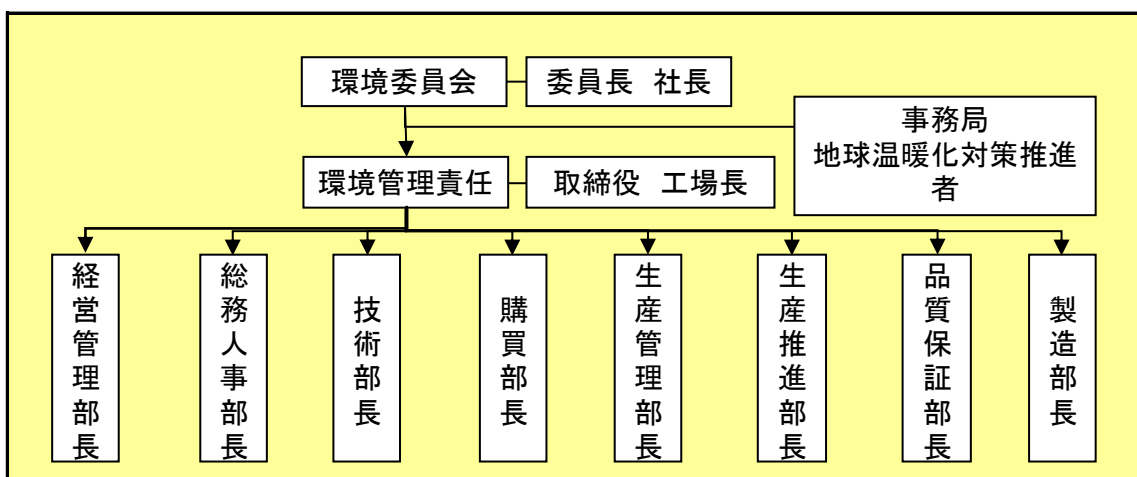 環境委員会
委員長 社長
事務局
地球温暖化対策推進
者
環境管理責任
取締役 工場長
経営管理部長
総務人事部長
技術部長
購買部長
生産管理部長
生産推進部長
品質保証部長
製造部長